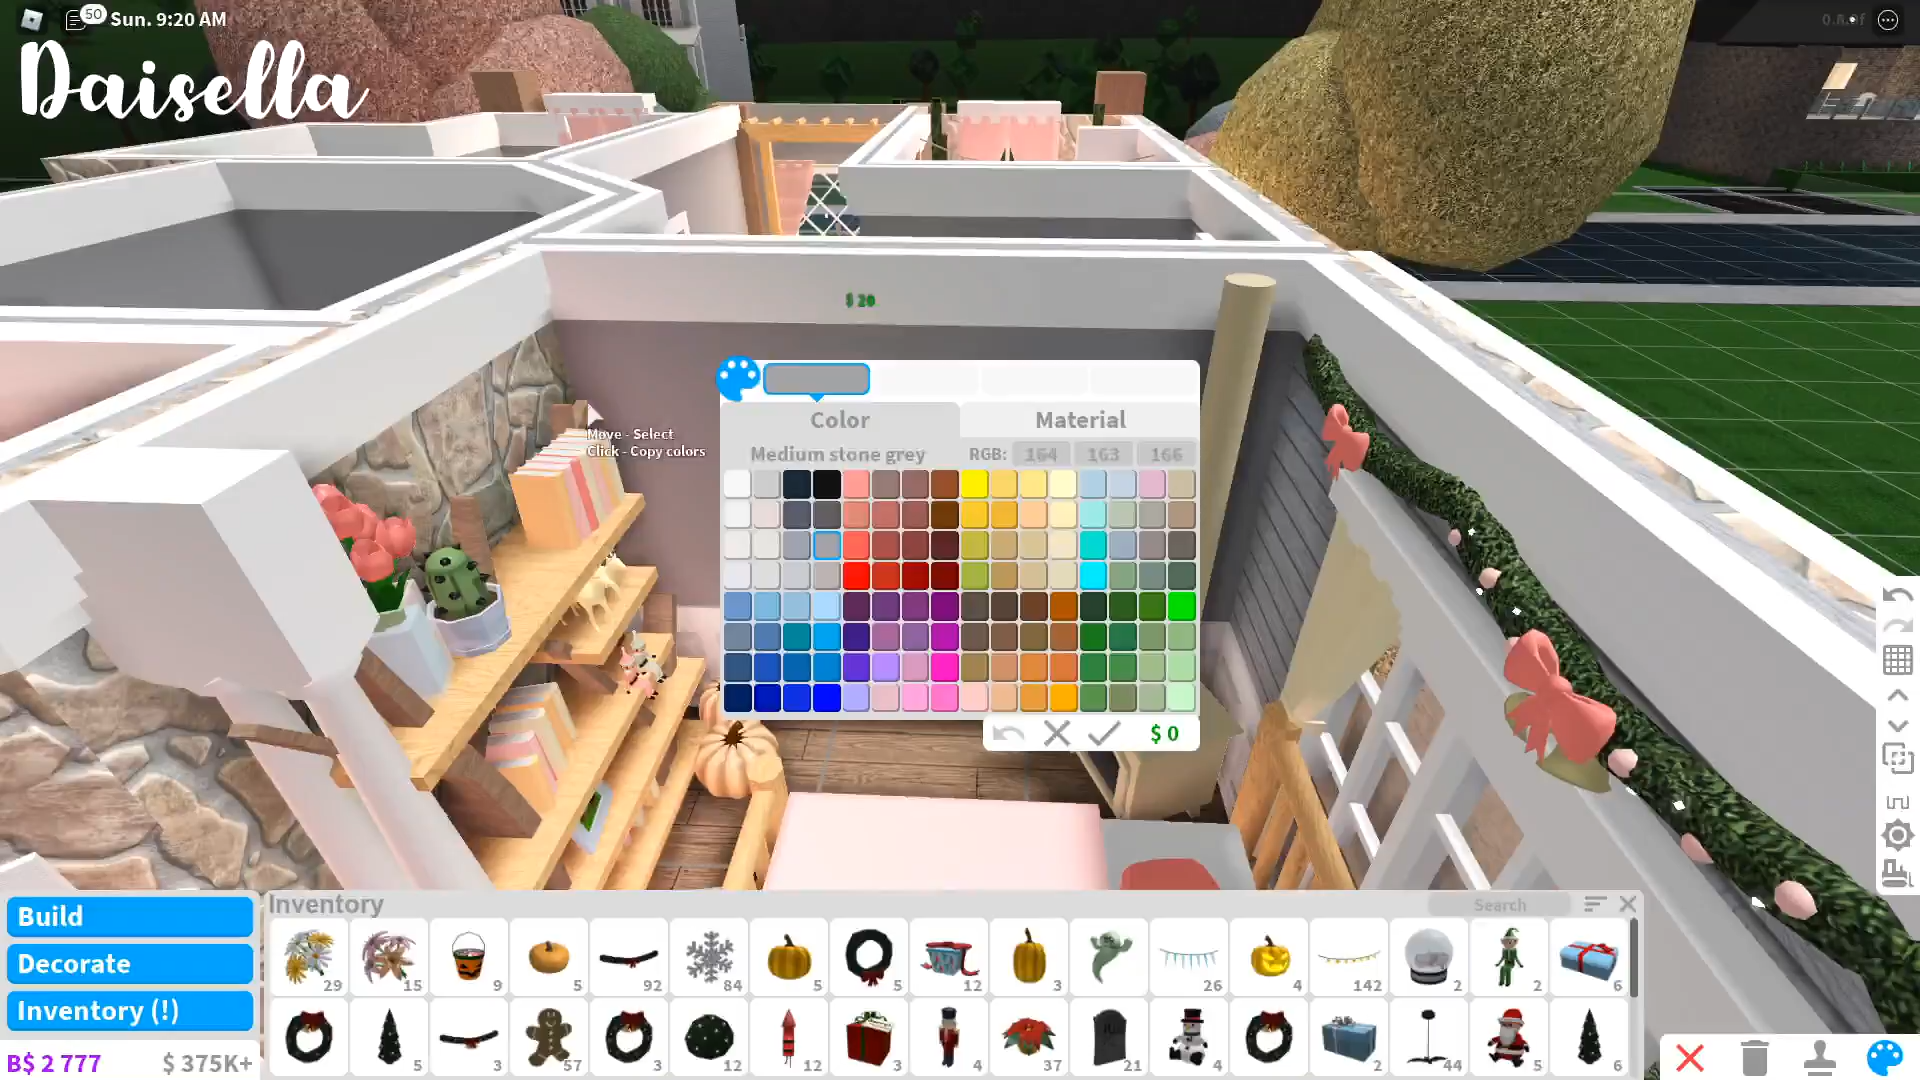 50 Sun. 9:20 AM
Daisella
$ 20
Move - Select
Click - Copy colors
Color
Material
Medium stone grey
RGB: 164 163 166
$ 0
Build
Decorate
Inventory (!)
B$ 2 777 $ 375K+
Inventory
Search
29 15 9 5 92 84 5 5 12 3 26 4 142 2 2 6
5 3 57 3 12 12 3 4 37 21 4 2 44 5 6